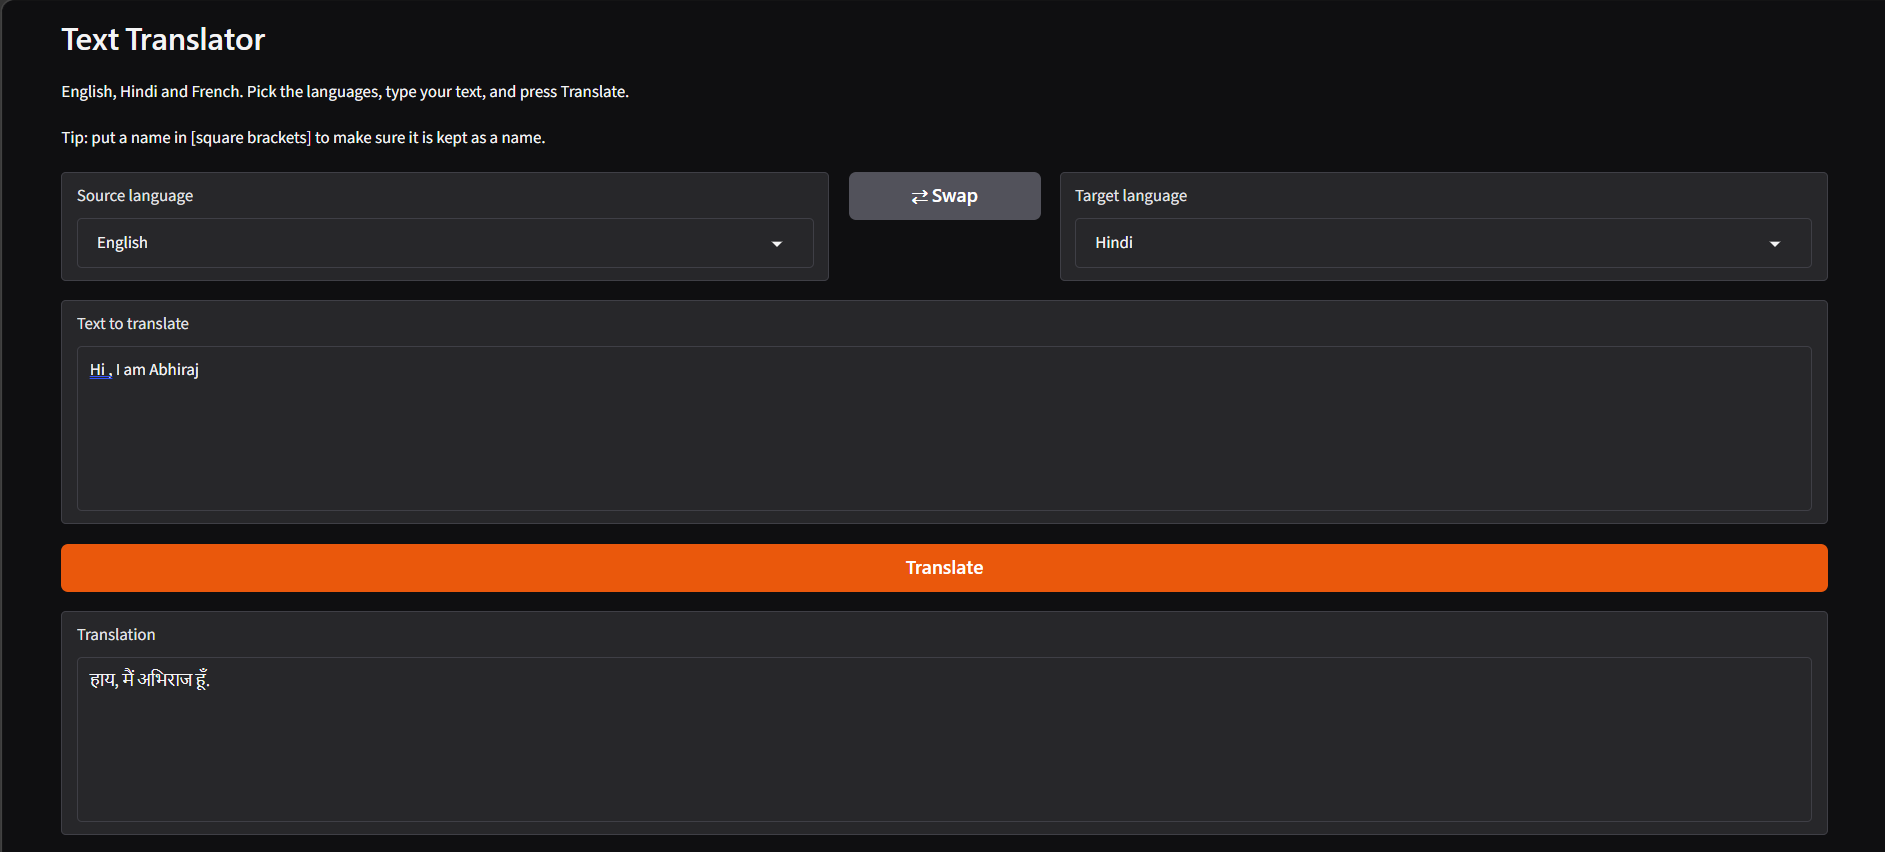 Text Translator
English, Hindi and French. Pick the languages, type your text, and press Translate.
Tip: put a name in [square brackets] to make sure it is kept as a name.
Source language
English
⇄ Swap
Target language
Hindi
Text to translate
Hi , I am Abhiraj
Translate
Translation
हाय, मैं अभिराज हूँ.